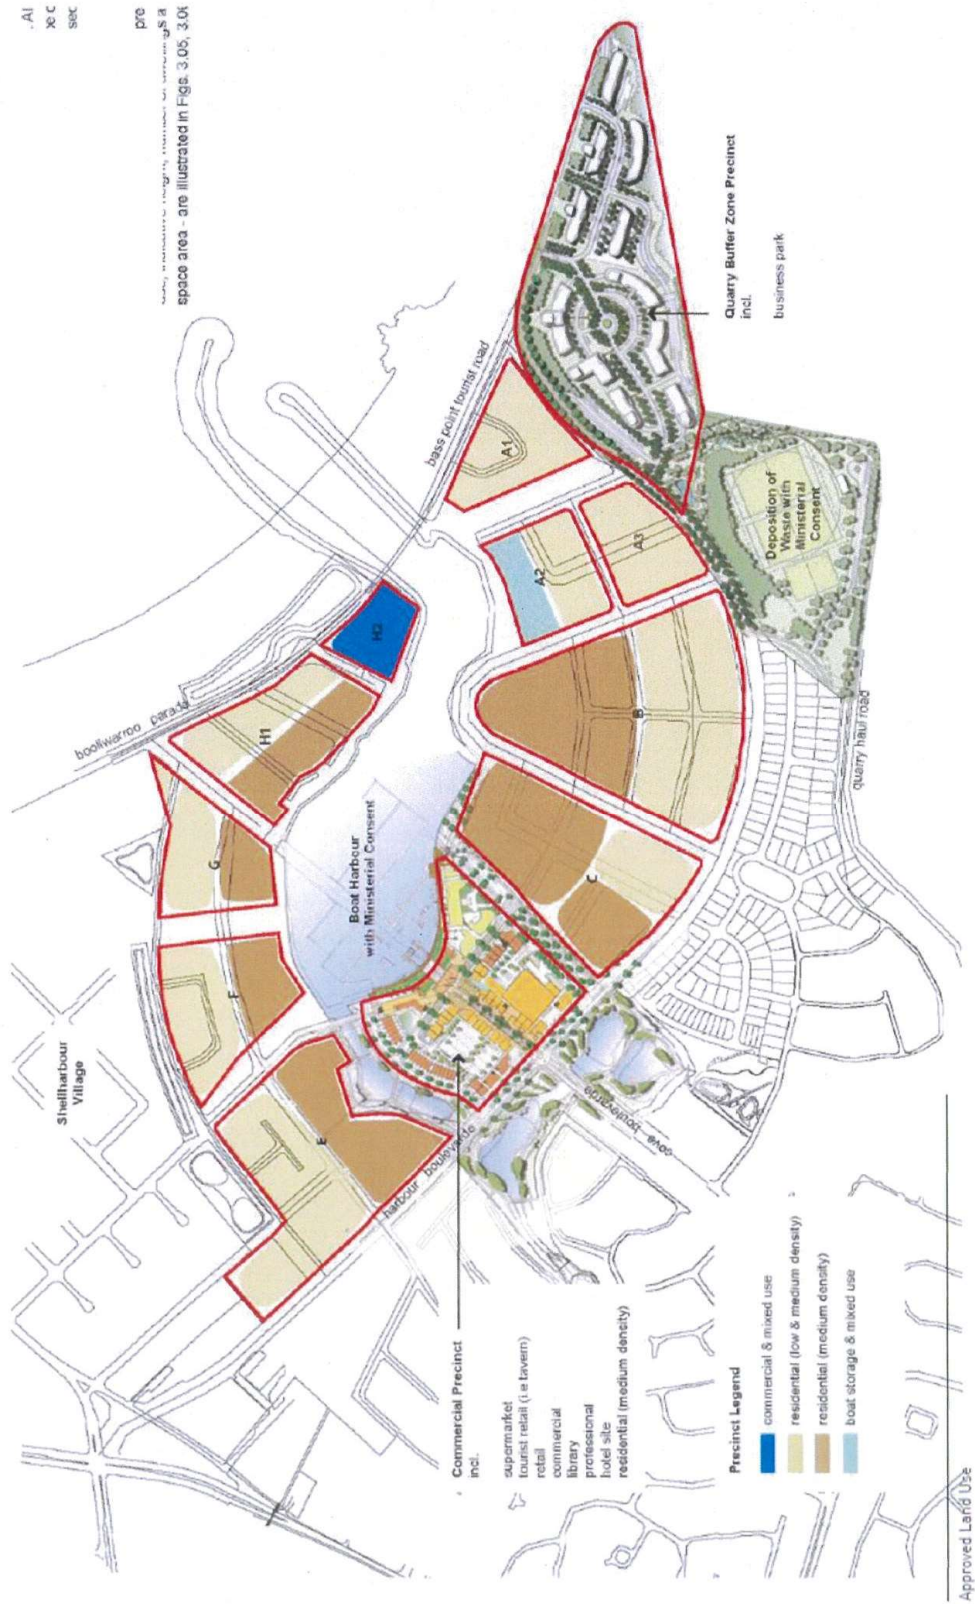 . Al
sec
pre
space area - are illustrated in Figs. 3.05, 3.0
Shellharbour
Village
boollwarroo parade
bass point tourist road
H2
H1
G
F
E
A1
A2
A3
B
C
Boat Harbour
with Ministerial Consent
Quarry Buffer Zone Precinct
incl.
business park
Deposition of
Waste with
Ministerial
Consent
quarry haul road
harbour boulevarde
cove boulevarde
Commercial Precinct
incl.
supermarket
tourist retail (i.e tavern)
retail
commercial
library
professional
hotel site
residential (medium density)
Precinct Legend
commercial & mixed use
residential (low & medium density)
residential (medium density)
boat storage & mixed use
Approved Land Use